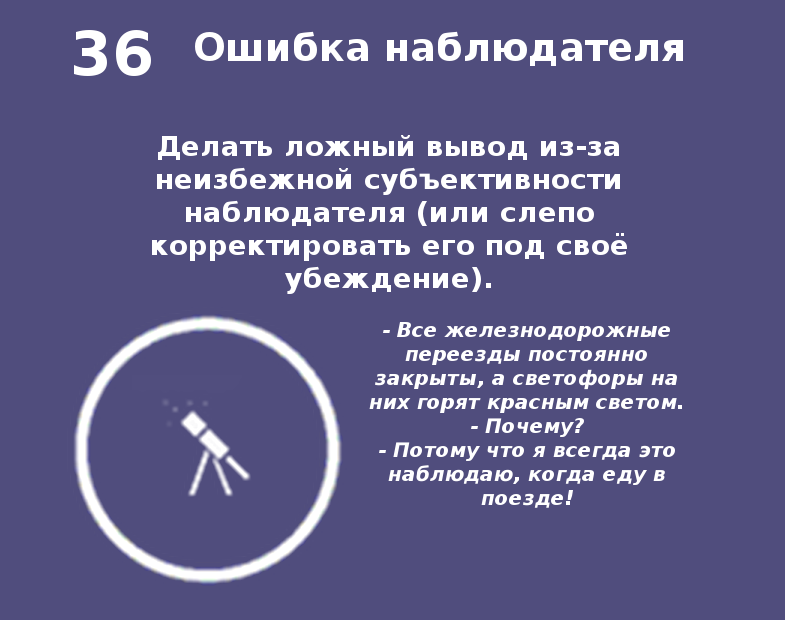 36 Ошибка наблюдателя
Делать ложный вывод из-за
неизбежной субъективности
наблюдателя (или слепо
корректировать его под своё
убеждение).
- Все железнодорожные
переезды постоянно
закрыты, а светофоры на
них горят красным светом.
- Почему?
- Потому что я всегда это
наблюдаю, когда еду в
поезде!